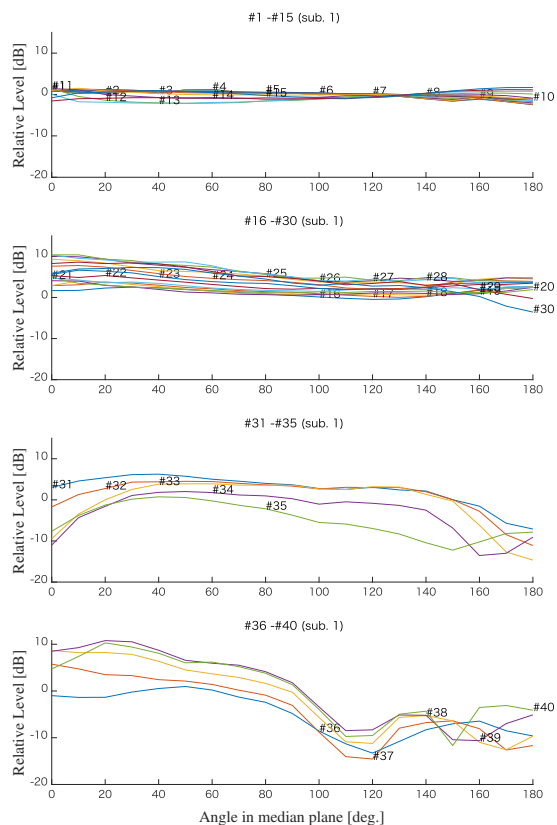 #1 -#15 (sub. 1)
10
0
-10
-20
Relative Level [dB]
#11 #2 #3 #4 #5 #6 #7 #8 #9 #10
#12 #13 #14 #15
0 20 40 60 80 100 120 140 160 180
#16 -#30 (sub. 1)
10
0
-10
-20
Relative Level [dB]
#21 #22 #23 #24 #25 #26 #27 #28 #29 #30
#16 #17 #18 #19 #20
0 20 40 60 80 100 120 140 160 180
#31 -#35 (sub. 1)
10
0
-10
-20
Relative Level [dB]
#31 #32 #33 #34 #35
0 20 40 60 80 100 120 140 160 180
#36 -#40 (sub. 1)
10
0
-10
-20
Relative Level [dB]
#36 #37 #38 #39 #40
0 20 40 60 80 100 120 140 160 180
Angle in median plane [deg.]